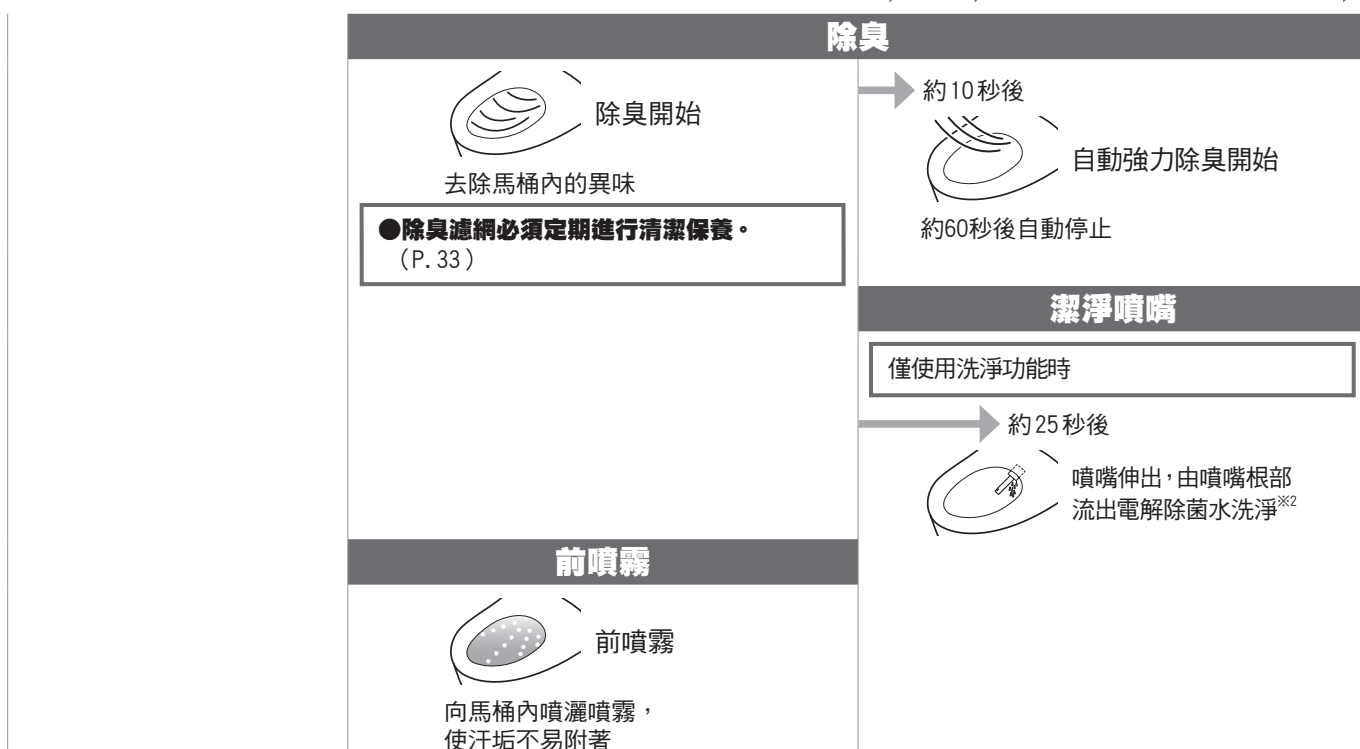 除臭
除臭開始
去除馬桶內的異味
●除臭濾網必須定期進行清潔保養。
（P.33）
約10秒後
自動強力除臭開始
約60秒後自動停止
潔淨噴嘴
僅使用洗淨功能時
約25秒後
噴嘴伸出，由噴嘴根部
流出電解除菌水洗淨※2
前噴霧
前噴霧
向馬桶內噴灑噴霧，
使汙垢不易附著